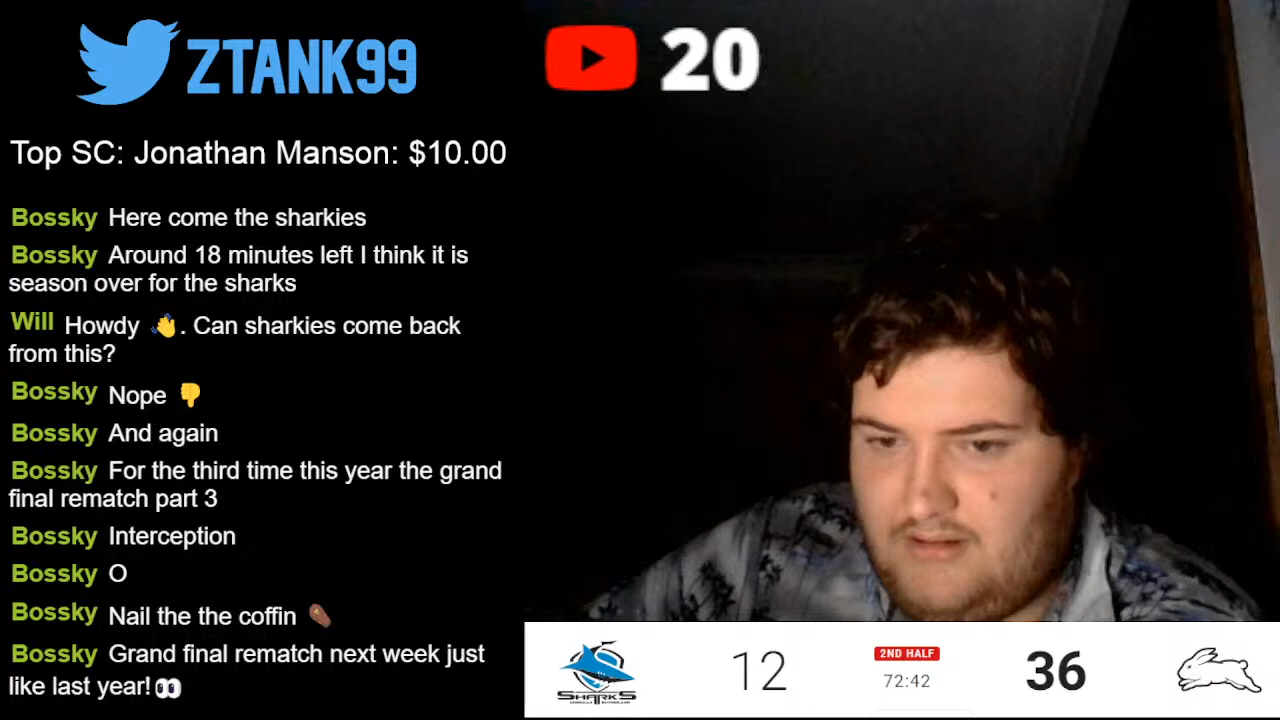 ZTANK99
20
Top SC: Jonathan Manson: $10.00
Bossky Here come the sharkies
Bossky Around 18 minutes left I think it is
season over for the sharks
Will Howdy 👋. Can sharkies come back
from this?
Bossky Nope 👎
Bossky And again
Bossky For the third time this year the grand
final rematch part 3
Bossky Interception
Bossky O
Bossky Nail the the coffin ⚰️
Bossky Grand final rematch next week just
like last year!👀
SHARKS
12
2ND HALF
72:42
36